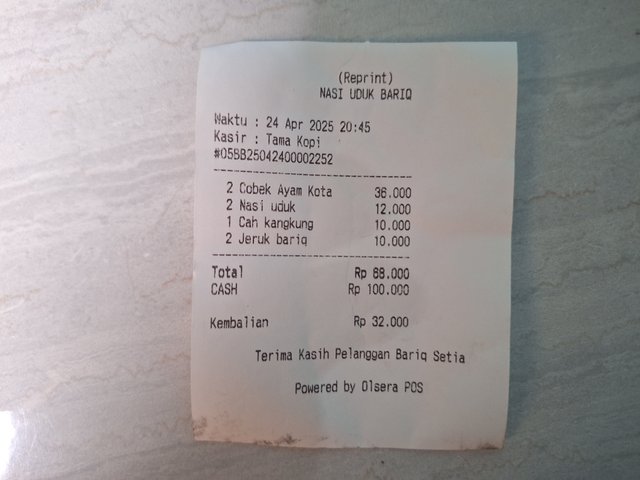 (Reprint)
NASI UDUK BARIQ
Waktu : 24 Apr 2025 20:45
Kasir : Tama Kopi
#05BB25042400002252
--------------------------------
2 Cobek Ayam Kota 36.000
2 Nasi uduk 12.000
1 Cah kangkung 10.000
2 Jeruk bariq 10.000
--------------------------------
Total Rp 68.000
CASH Rp 100.000
Kembalian Rp 32.000
Terima Kasih Pelanggan Bariq Setia
Powered by Olsera POS